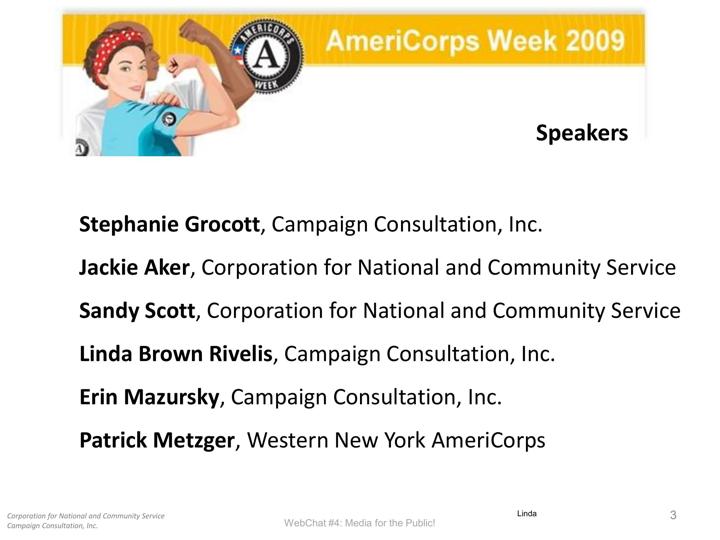 AmeriCorps Week 2009
AMERICORPS
A
WEEK
A
Speakers
Stephanie Grocott, Campaign Consultation, Inc.
Jackie Aker, Corporation for National and Community Service
Sandy Scott, Corporation for National and Community Service
Linda Brown Rivelis, Campaign Consultation, Inc.
Erin Mazursky, Campaign Consultation, Inc.
Patrick Metzger, Western New York AmeriCorps
Corporation for National and Community Service
Campaign Consultation, Inc.
WebChat #4: Media for the Public!
Linda
3